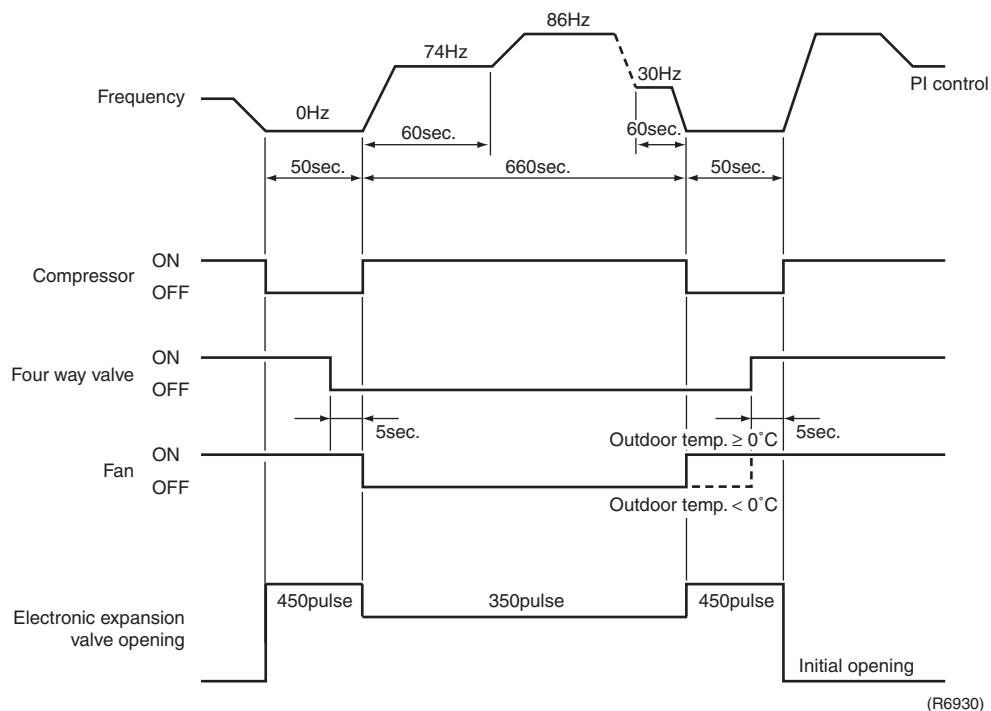 86Hz
74Hz
30Hz
PI control
Frequency
0Hz
60sec.
60sec.
50sec.
660sec.
50sec.
ON
Compressor
OFF
ON
Four way valve
OFF
5sec.
Outdoor temp. ≥ 0˚C
5sec.
ON
Fan
OFF
Outdoor temp. < 0˚C
450pulse
350pulse
450pulse
Electronic expansion
valve opening
Initial opening
(R6930)